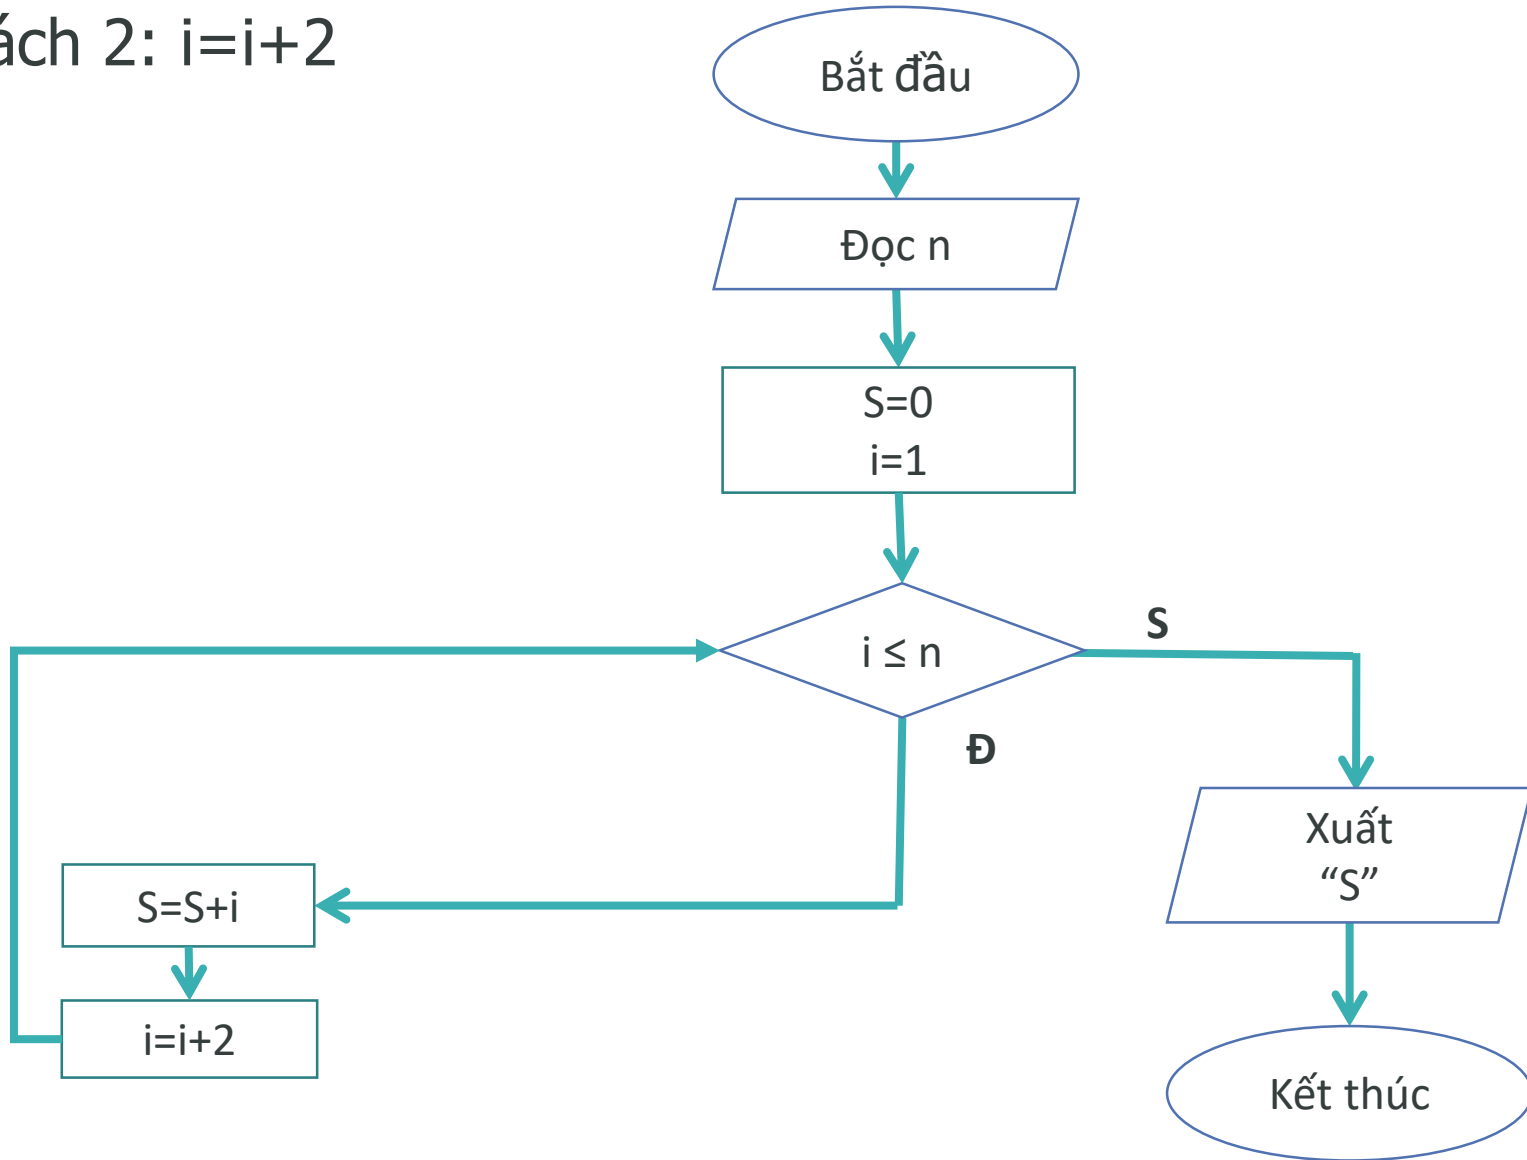 ách 2: i=i+2
Bắt đầu
Đọc n
S=0
i=1
i ≤ n
S
Đ
S=S+i
i=i+2
Xuất
“S”
Kết thúc